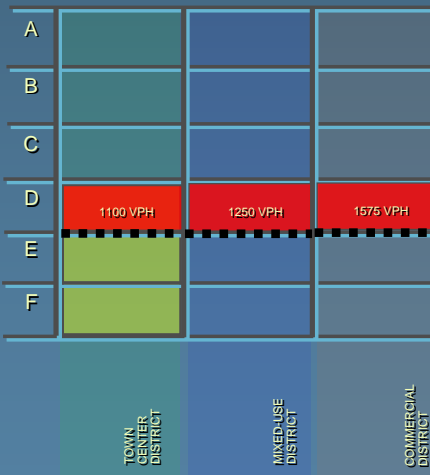 A
B
C
D
1100 VPH
1250 VPH
1575 VPH
E
F
TOWN
CENTER
DISTRICT
MIXED-USE
DISTRICT
COMMERCIAL
DISTRICT